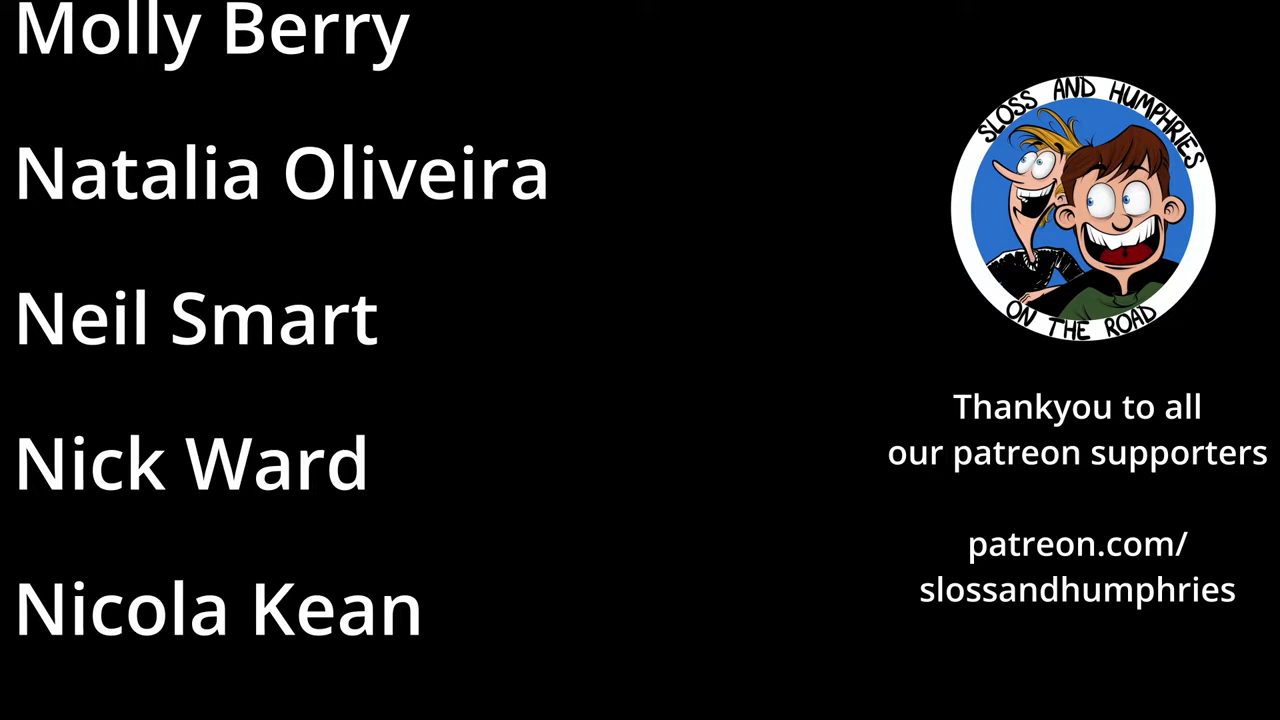 Molly Berry
Natalia Oliveira
Neil Smart
Nick Ward
Nicola Kean
SLOSS AND HUMPHRIES
ON THE ROAD
Thankyou to all
our patreon supporters
patreon.com/
slossandhumphries